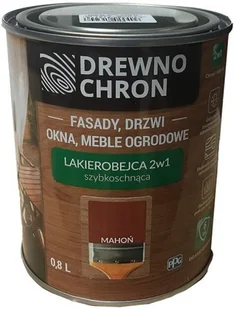 DREWNO
CHRON
FASADY, DRZWI
OKNA, MEBLE OGRODOWE
LAKIEROBEJCA 2w1
szybkoschnąca
MAHOŃ
0,8 L
PPG